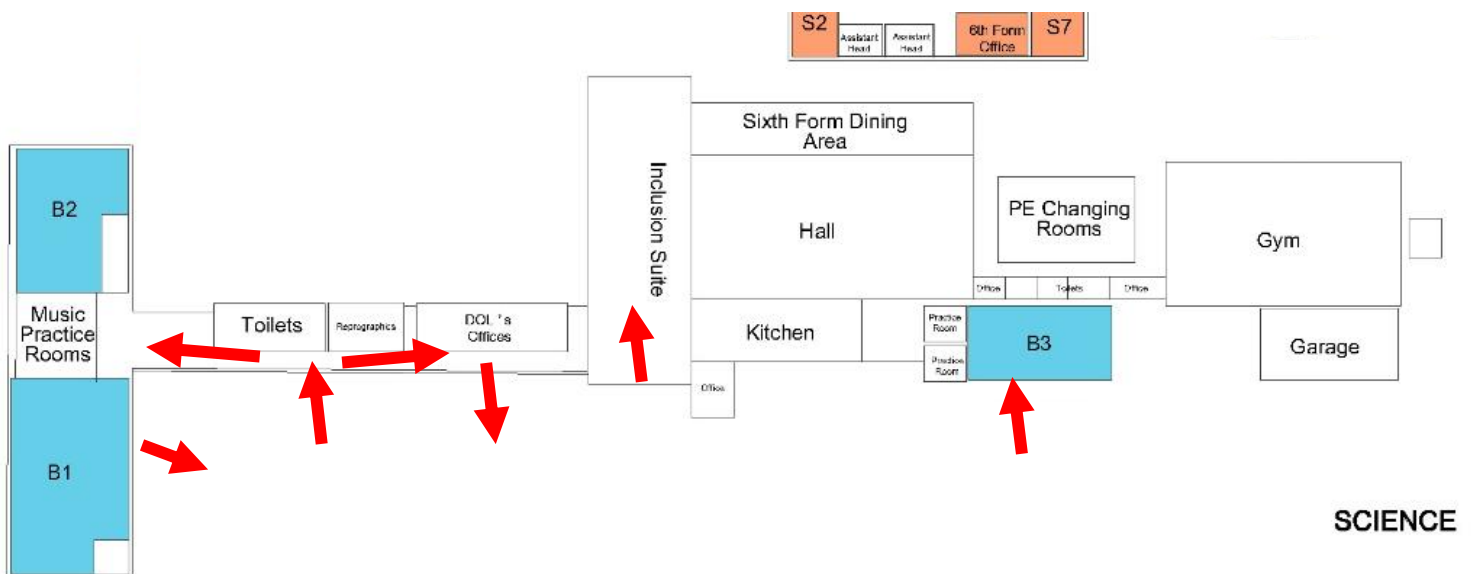 S2
Assistant
Head
Assistant
Head
6th Form
Office
S7
Sixth Form Dining
Area
B2
Inclusion Suite
PE Changing
Rooms
Hall
Gym
Office
Toilets
Office
Music
Practice
Rooms
Toilets
Reprographics
DOL 's
Offices
Kitchen
Practice
Room
Practice
Room
B3
Garage
Office
B1
SCIENCE